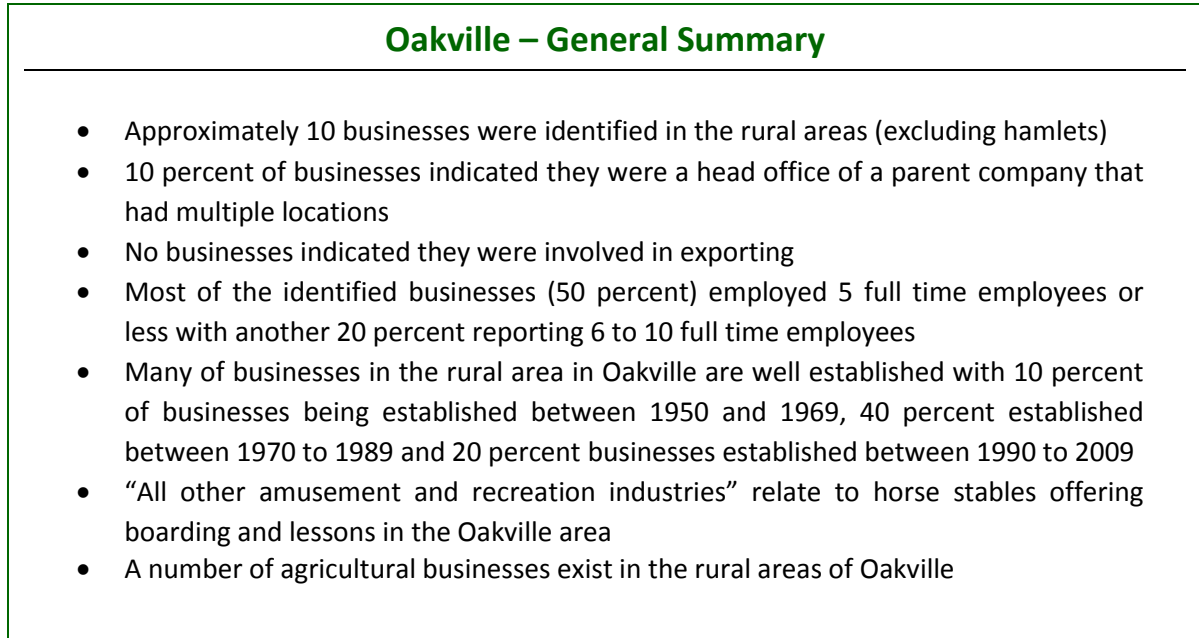 Oakville – General Summary
• Approximately 10 businesses were identified in the rural areas (excluding hamlets)
• 10 percent of businesses indicated they were a head office of a parent company that
had multiple locations
• No businesses indicated they were involved in exporting
• Most of the identified businesses (50 percent) employed 5 full time employees or
less with another 20 percent reporting 6 to 10 full time employees
• Many of businesses in the rural area in Oakville are well established with 10 percent
of businesses being established between 1950 and 1969, 40 percent established
between 1970 to 1989 and 20 percent businesses established between 1990 to 2009
• “All other amusement and recreation industries” relate to horse stables offering
boarding and lessons in the Oakville area
• A number of agricultural businesses exist in the rural areas of Oakville